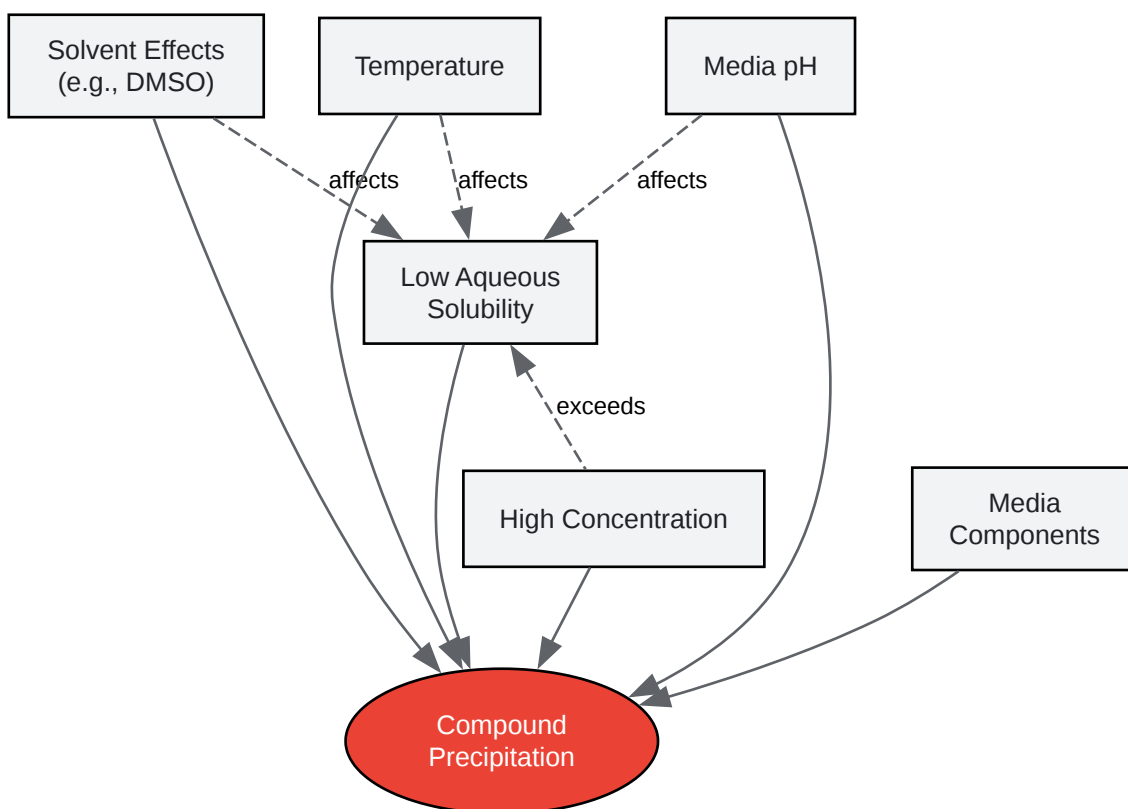 Solvent Effects
(e.g., DMSO)
Temperature
Media pH
affects
affects
affects
Low Aqueous
Solubility
exceeds
High Concentration
Media
Components
Compound
Precipitation